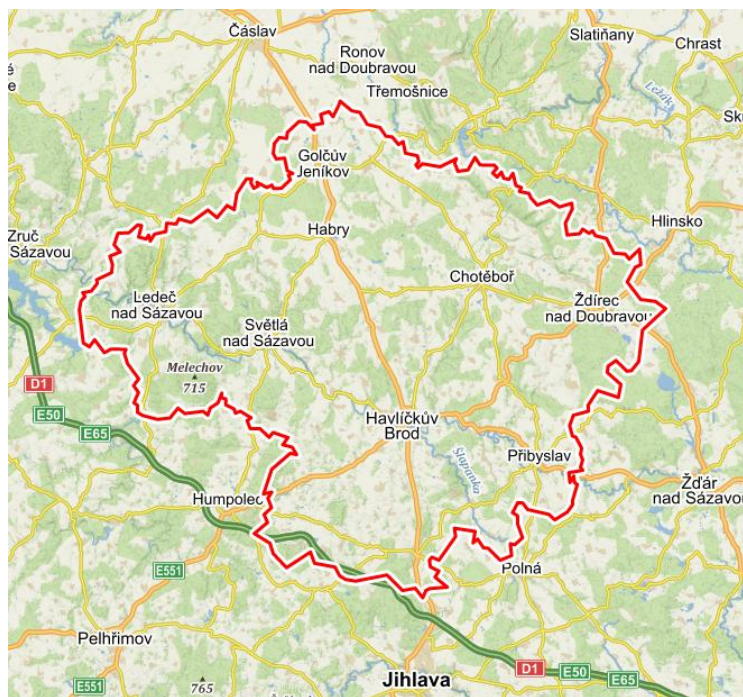 Čáslav
Ronov
nad Doubravou
Slatiňany
Chrast
Třemošnice
Ležák
Golčův
Jeníkov
Habry
Hlinsko
Zruč
Sázavou
Chotěboř
Ledeč
nad Sázavou
Ždírec
nad Doubravou
Světlá
nad Sázavou
Melechov
715
D1
E50
E65
Havlíčkův
Brod
Šlapanka
Přibyslav
Žďár
nad Sázavou
Humpolec
E551
Polná
Pelhřimov
E551
765
Jihlava
D1
E50
E65